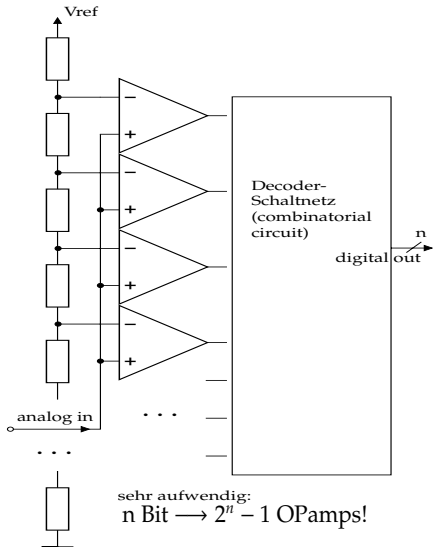 Vref
−
+
−
+
−
+
−
+
Decoder-
Schaltnetz
(combinatorial
circuit)
n
digital out
analog in
. . .
. . .
sehr aufwendig:
n Bit ⟶ 2ⁿ − 1 OPamps!